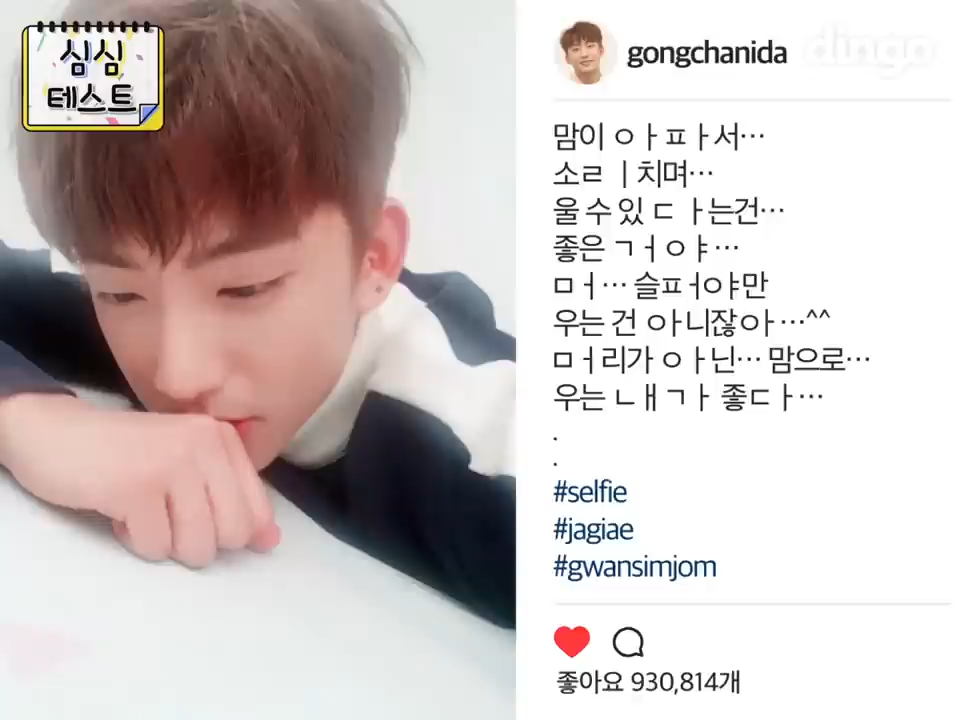 심심
테스트
gongchanida
dingo
맘이 ㅇㅏㅍㅏ서…
소ㄹㅣ치며…
울 수 있ㄷㅏ는건…
좋은 ㄱㅓㅇㅑ…
ㅁㅓ… 슬ㅍㅓㅇㅑ만
우는 건 ㅇㅏ니잖ㅇㅏ…^^
ㅁㅓ리가 ㅇㅏ닌… 맘으로…
우는 ㄴㅐㄱㅏ 좋ㄷㅏ…
.
.
#selfie
#jagiae
#gwansimjom
좋아요 930,814개